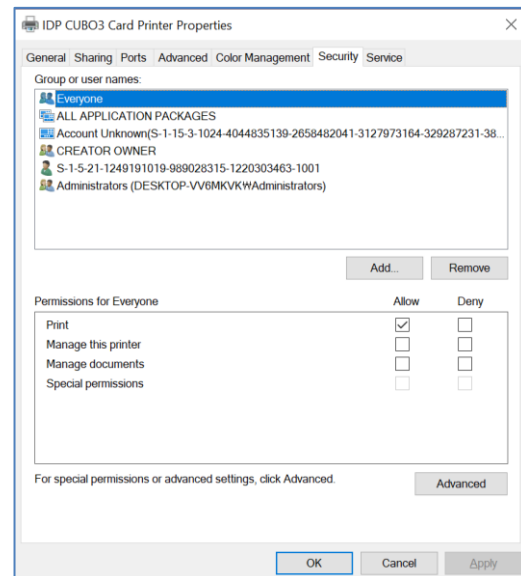 IDP CUBO3 Card Printer Properties
General Sharing Ports Advanced Color Management Security Service
Group or user names:
Everyone
ALL APPLICATION PACKAGES
Account Unknown(S-1-15-3-1024-4044835139-2658482041-3127973164-329287231-38...
CREATOR OWNER
S-1-5-21-1249191019-989028315-1220303463-1001
Administrators (DESKTOP-VV6MKVK₩Administrators)
Add... Remove
Permissions for Everyone Allow Deny
Print
Manage this printer
Manage documents
Special permissions
For special permissions or advanced settings, click Advanced.
Advanced
OK Cancel Apply